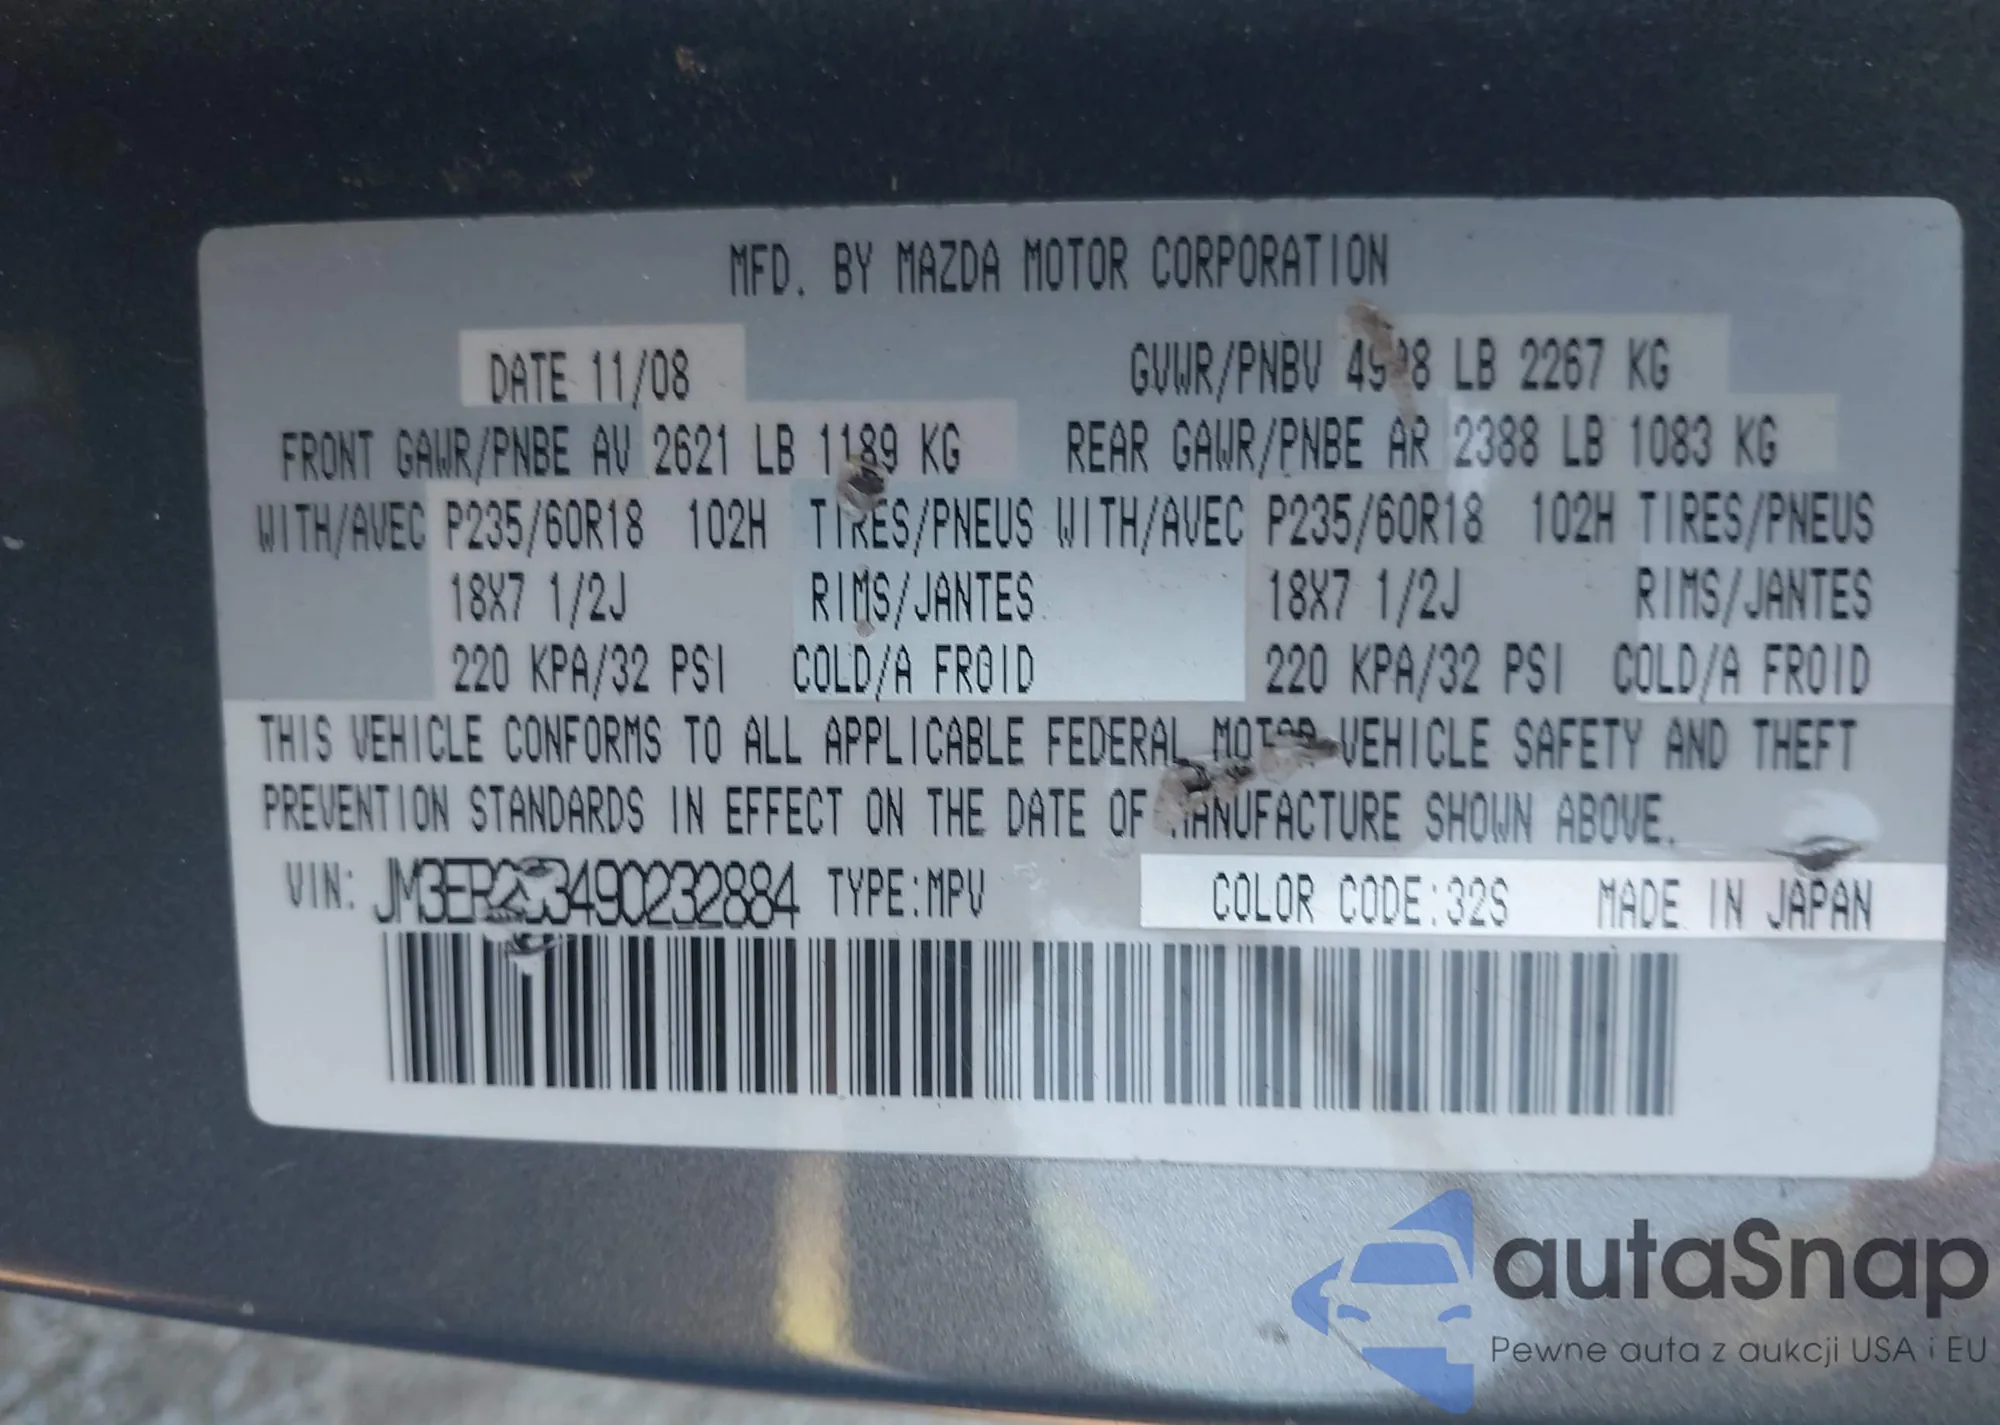 MFD. BY MAZDA MOTOR CORPORATION
DATE 11/08 GVWR/PNBV LB 2267 KG
FRONT GAWR/PNBE AV 2621 LB 1189 KG REAR GAWR/PNBE AR 2388 LB 1083 KG
WITH/AVEC P235/60R18 102H TIRES/PNEUS WITH/AVEC P235/60R18 102H TIRES/PNEUS
18X7 1/2J RIMS/JANTES 18X7 1/2J RIMS/JANTES
220 KPA/32 PSI COLD/A FROID 220 KPA/32 PSI COLD/A FROID
THIS VEHICLE CONFORMS TO ALL APPLICABLE FEDERAL MOTOR VEHICLE SAFETY AND THEFT
PREVENTION STANDARDS IN EFFECT ON THE DATE OF MANUFACTURE SHOWN ABOVE.
VIN: TYPE:MPV COLOR CODE:32S MADE IN JAPAN
autaSnap
Pewne auta z aukcji USA i EU